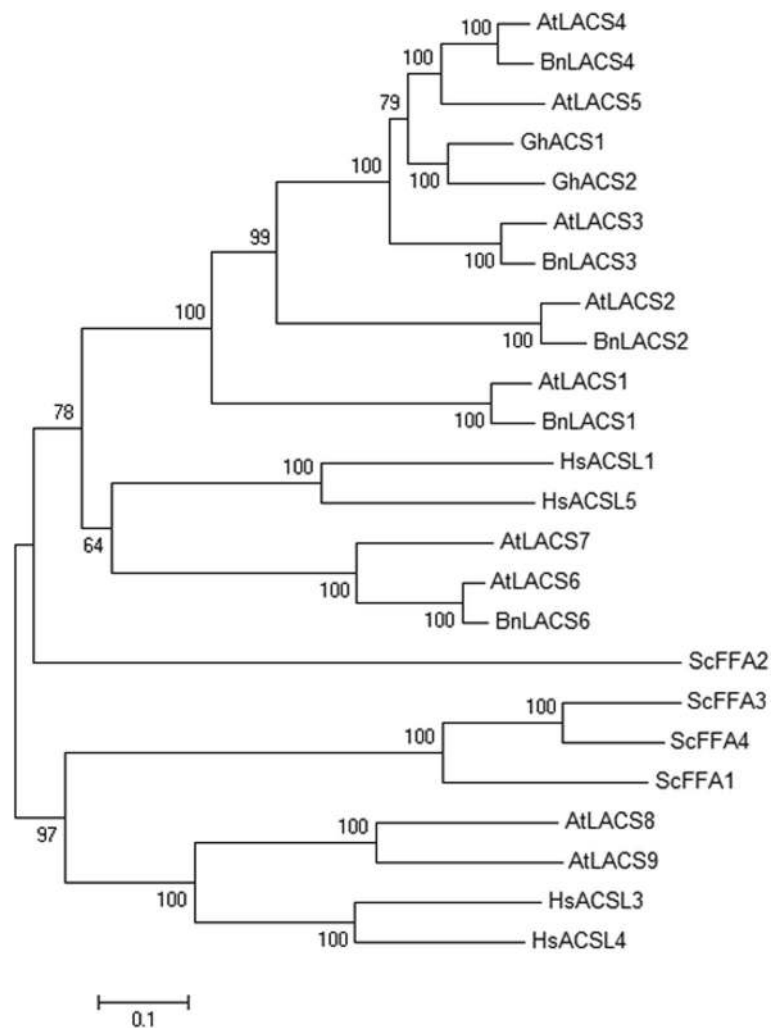 100
AtLACS4
100
BnLACS4
79
AtLACS5
GhACS1
100
100
GhACS2
AtLACS3
99
100
BnLACS3
AtLACS2
100
100
BnLACS2
AtLACS1
78
100
BnLACS1
100
HsACSL1
HsACSL5
64
AtLACS7
100
AtLACS6
100
BnLACS6
ScFFA2
100
ScFFA3
100
ScFFA4
ScFFA1
97
100
AtLACS8
AtLACS9
100
HsACSL3
100
HsACSL4
0.1